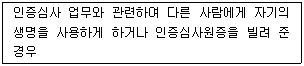 인증심사 업무와 관련하며 다른 사람에게 자기의
생명을 사용하게 하거나 인증심사원증을 빌려 준
경우